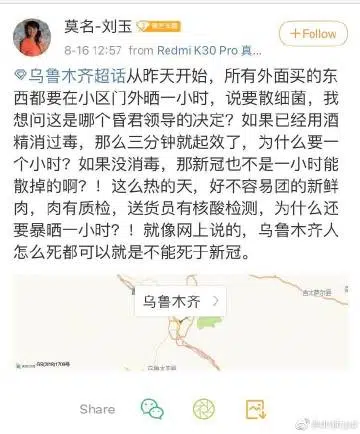 莫名-刘玉
8-16 12:57 from Redmi K30 Pro 真...
+Follow
乌鲁木齐超话从昨天开始，所有外面买的东
西都要在小区门外晒一小时，说要散细菌，我
想问这是哪个昏君领导的决定？如果已经用酒
精消过毒，那么三分钟就起效了，为什么要一
个小时？如果没消毒，那新冠也不是一小时能
散掉的啊？！这么热的天，好不容易团的新鲜
肉，肉有质检，送货员有核酸检测，为什么还
要暴晒一小时？！就像网上说的，乌鲁木齐人
怎么死都可以就是不能死于新冠。
吉木萨尔县
乌鲁木齐
Share